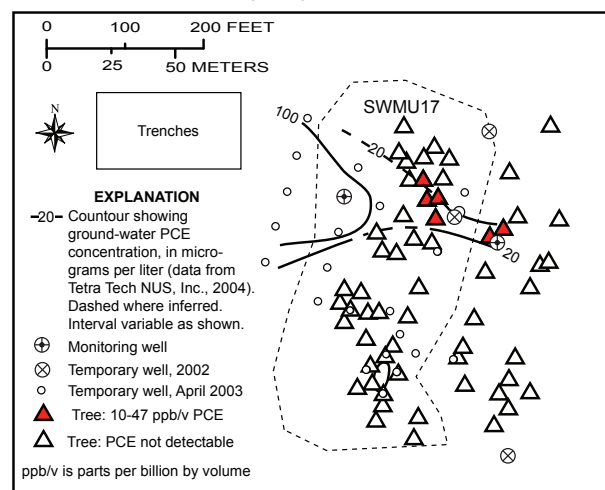 0 100 200 FEET
0 25 50 METERS
N
Trenches
SWMU17
100
20
20
EXPLANATION
20 Countour showing
ground-water PCE
concentration, in micro-
grams per liter (data from
Tetra Tech NUS, Inc., 2004).
Dashed where inferred.
Interval variable as shown.
Monitoring well
Temporary well, 2002
Temporary well, April 2003
Tree: 10-47 ppb/v PCE
Tree: PCE not detectable
ppb/v is parts per billion by volume